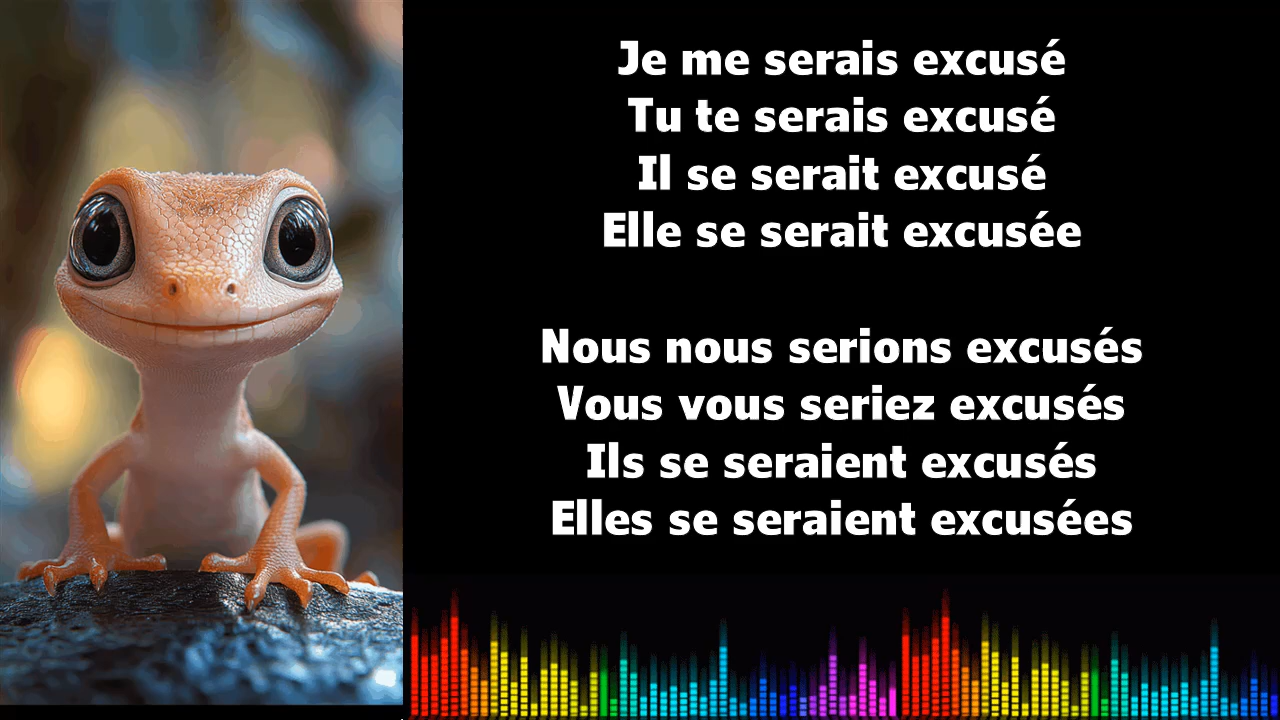 Je me serais excusé
Tu te serais excusé
Il se serait excusé
Elle se serait excusée
Nous nous serions excusés
Vous vous seriez excusés
Ils se seraient excusés
Elles se seraient excusées